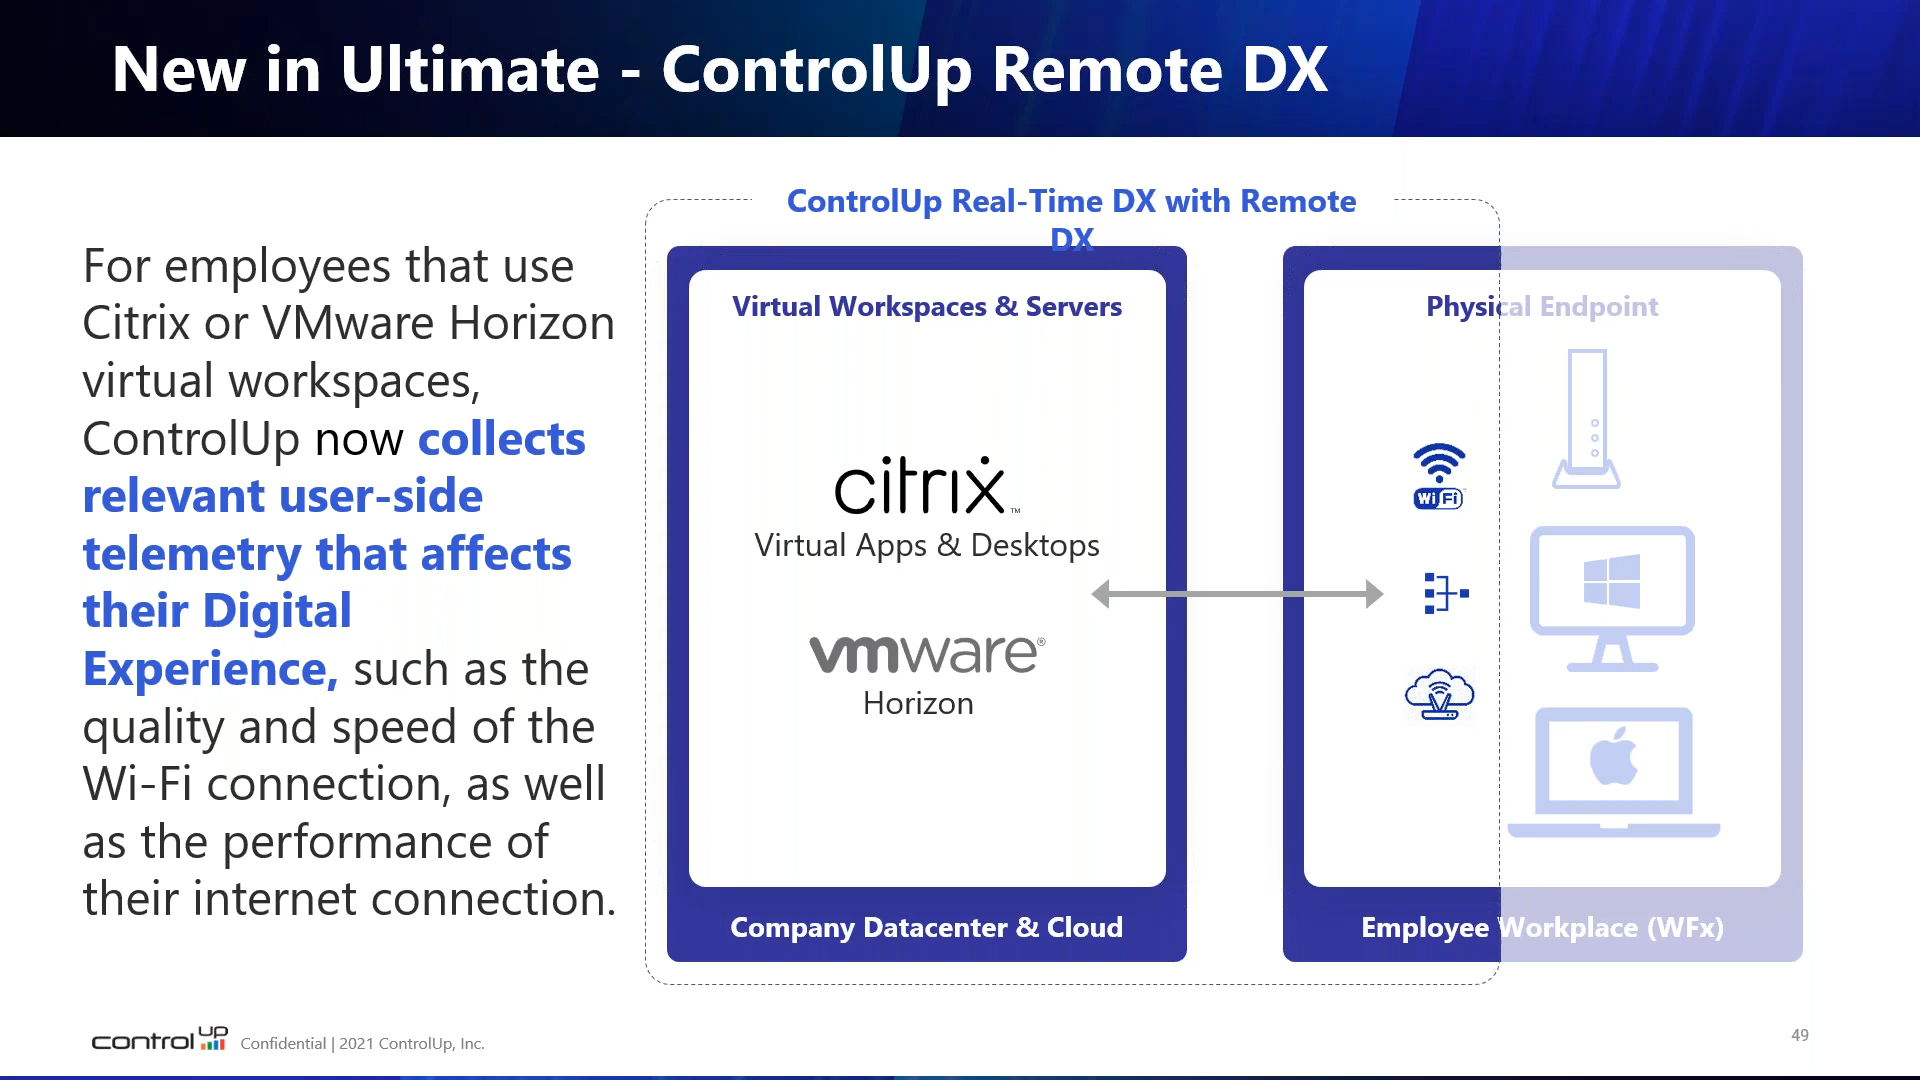 New in Ultimate - ControlUp Remote DX
For employees that use
Citrix or VMware Horizon
virtual workspaces,
ControlUp now collects
relevant user-side
telemetry that affects
their Digital
Experience, such as the
quality and speed of the
Wi-Fi connection, as well
as the performance of
their internet connection.
ControlUp Real-Time DX with Remote
DX
Virtual Workspaces & Servers
citrix™
Virtual Apps & Desktops
vmware®
Horizon
Company Datacenter & Cloud
Physical Endpoint
Wi Fi
Employee Workplace (WFx)
control up
Confidential | 2021 ControlUp, Inc.
49